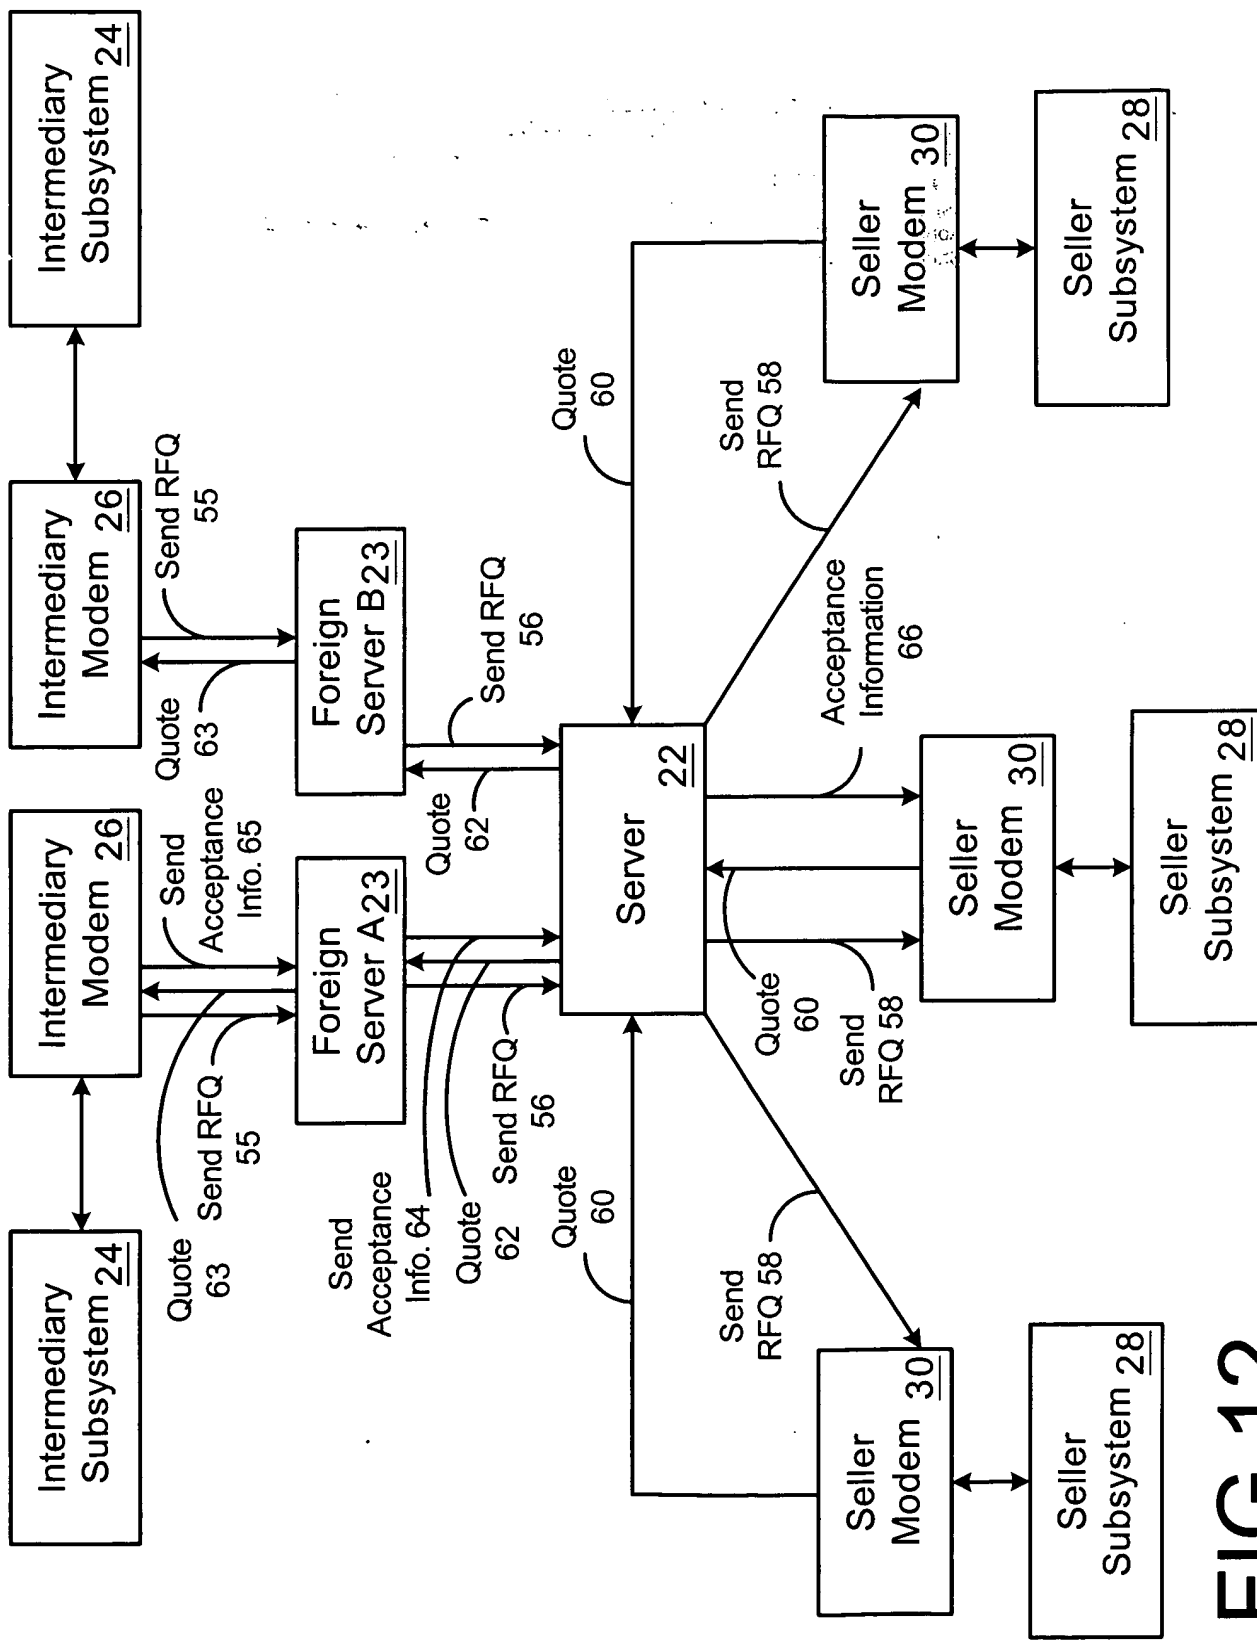 Intermediary
Subsystem 24
Intermediary
Modem 26
Intermediary
Modem 26
Intermediary
Subsystem 24
Quote
63
Send RFQ
55
Send
Acceptance
Info. 65
Quote
63
Send RFQ
55
Foreign
Server A 23
Foreign
Server B 23
Send
Acceptance
Info. 64
Quote
62
Send RFQ
56
Quote
62
Send RFQ
56
Quote
60
Server
22
Quote
60
Send
RFQ 58
Send
RFQ 58
Quote
60
Acceptance
Information
66
Send
RFQ 58
Seller
Modem 30
Seller
Modem 30
Seller
Modem 30
Seller
Subsystem 28
Seller
Subsystem 28
Seller
Subsystem 28
FIG 12